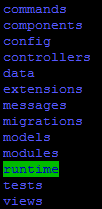 commands
components
config
controllers
data
extensions
messages
migrations
models
modules
runtime
tests
views